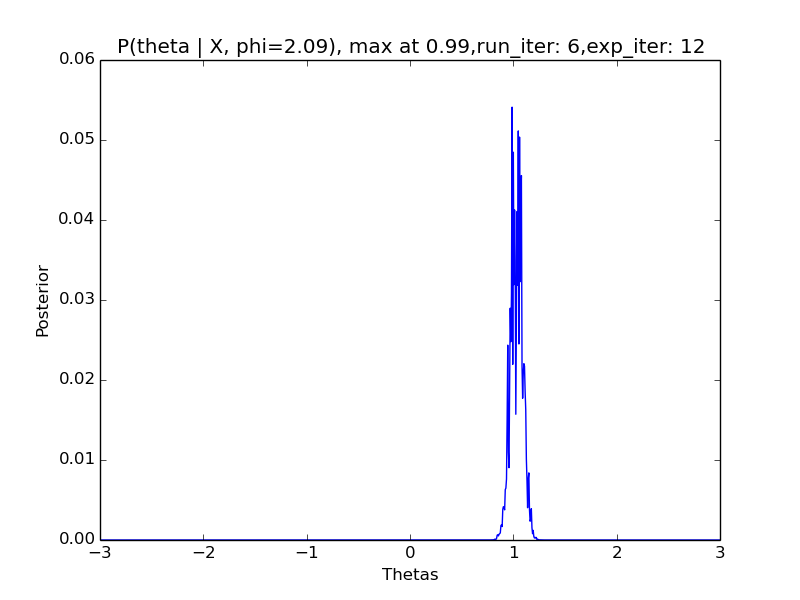 P(theta | X, phi=2.09), max at 0.99,run_iter: 6,exp_iter: 12
0.06
0.05
0.04
0.03
0.02
0.01
0.00
Posterior
−3 −2 −1 0 1 2 3
Thetas